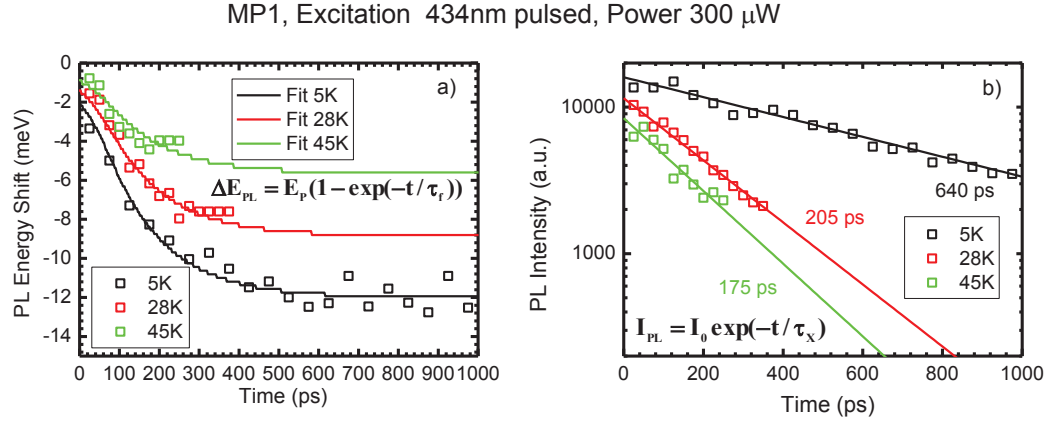 MP1, Excitation 434nm pulsed, Power 300 μW
a)
PL Energy Shift (meV)
0
-2
-4
-6
-8
-10
-12
-14
Fit 5K
Fit 28K
Fit 45K
ΔE_PL = E_P(1-exp(-t/τ_r))
5K
28K
45K
0 100 200 300 400 500 600 700 800 900 1000
Time (ps)
b)
PL Intensity (a.u.)
10000
1000
640 ps
205 ps
175 ps
5K
28K
45K
I_PL = I_0 exp(-t/τ_X)
0 200 400 600 800 1000
Time (ps)